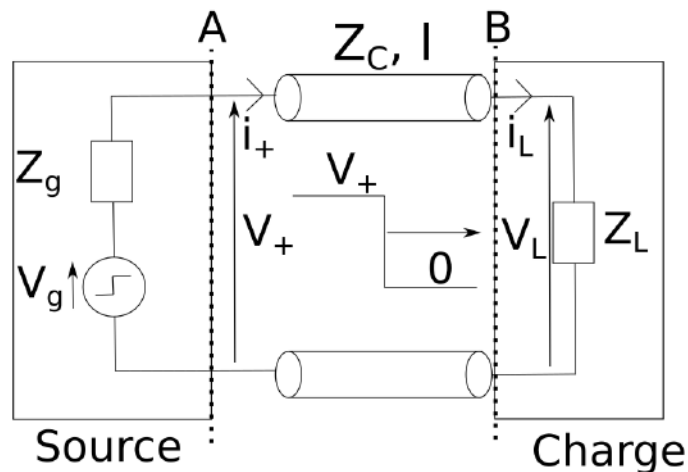 A
Z_C, l
B
i_+
i_L
Z_g
V_+
V_+
V_L
Z_L
V_g
0
Source
Charge